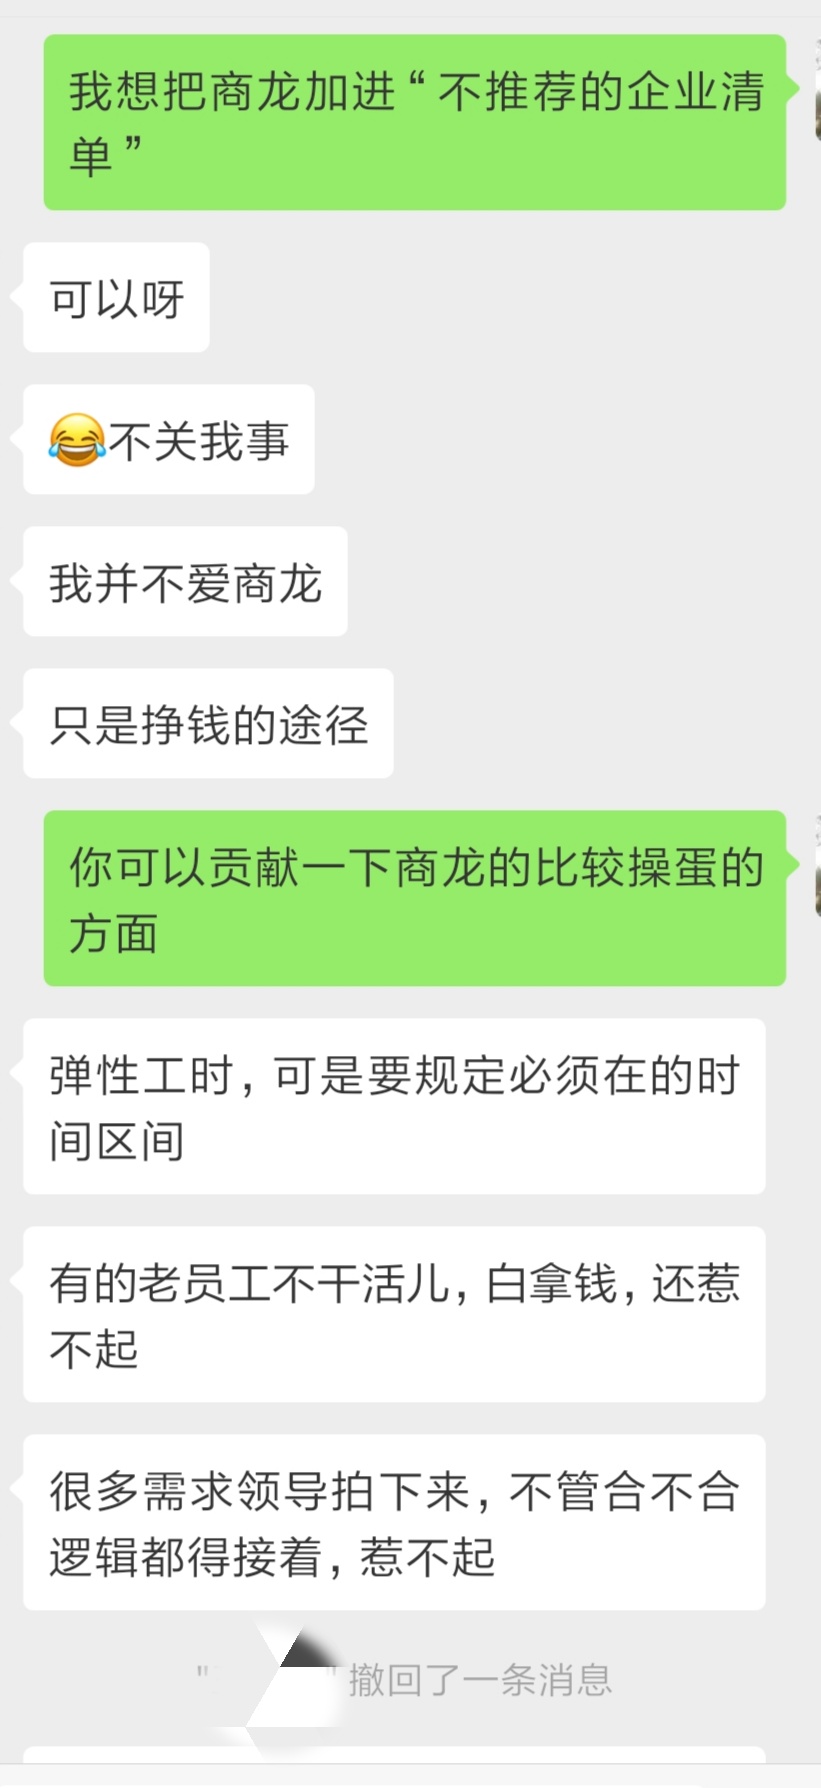 我想把商龙加进“不推荐的企业清
单”
可以呀
😂不关我事
我并不爱商龙
只是挣钱的途径
你可以贡献一下商龙的比较操蛋的
方面
弹性工时，可是要规定必须在的时
间区间
有的老员工不干活儿，白拿钱，还惹
不起
很多需求领导拍下来，不管合不合
逻辑都得接着，惹不起
"" 撤回了一条消息